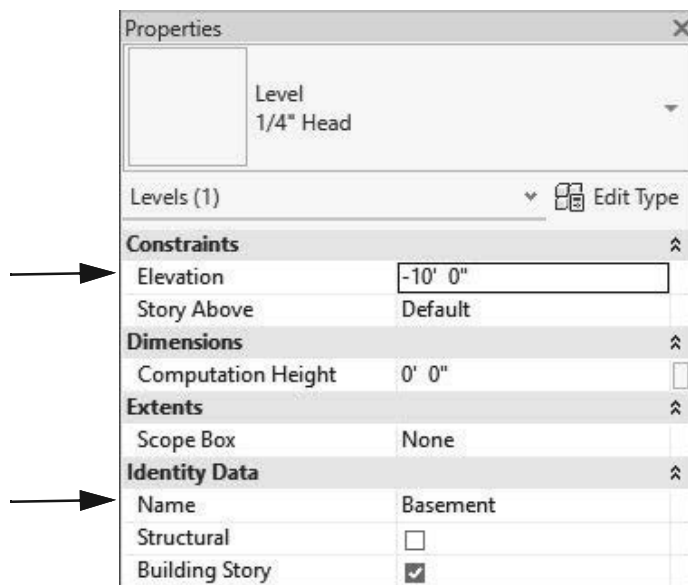 Properties
Level
1/4" Head
Levels (1) Edit Type
Constraints
Elevation -10' 0"
Story Above Default
Dimensions
Computation Height 0' 0"
Extents
Scope Box None
Identity Data
Name Basement
Structural
Building Story